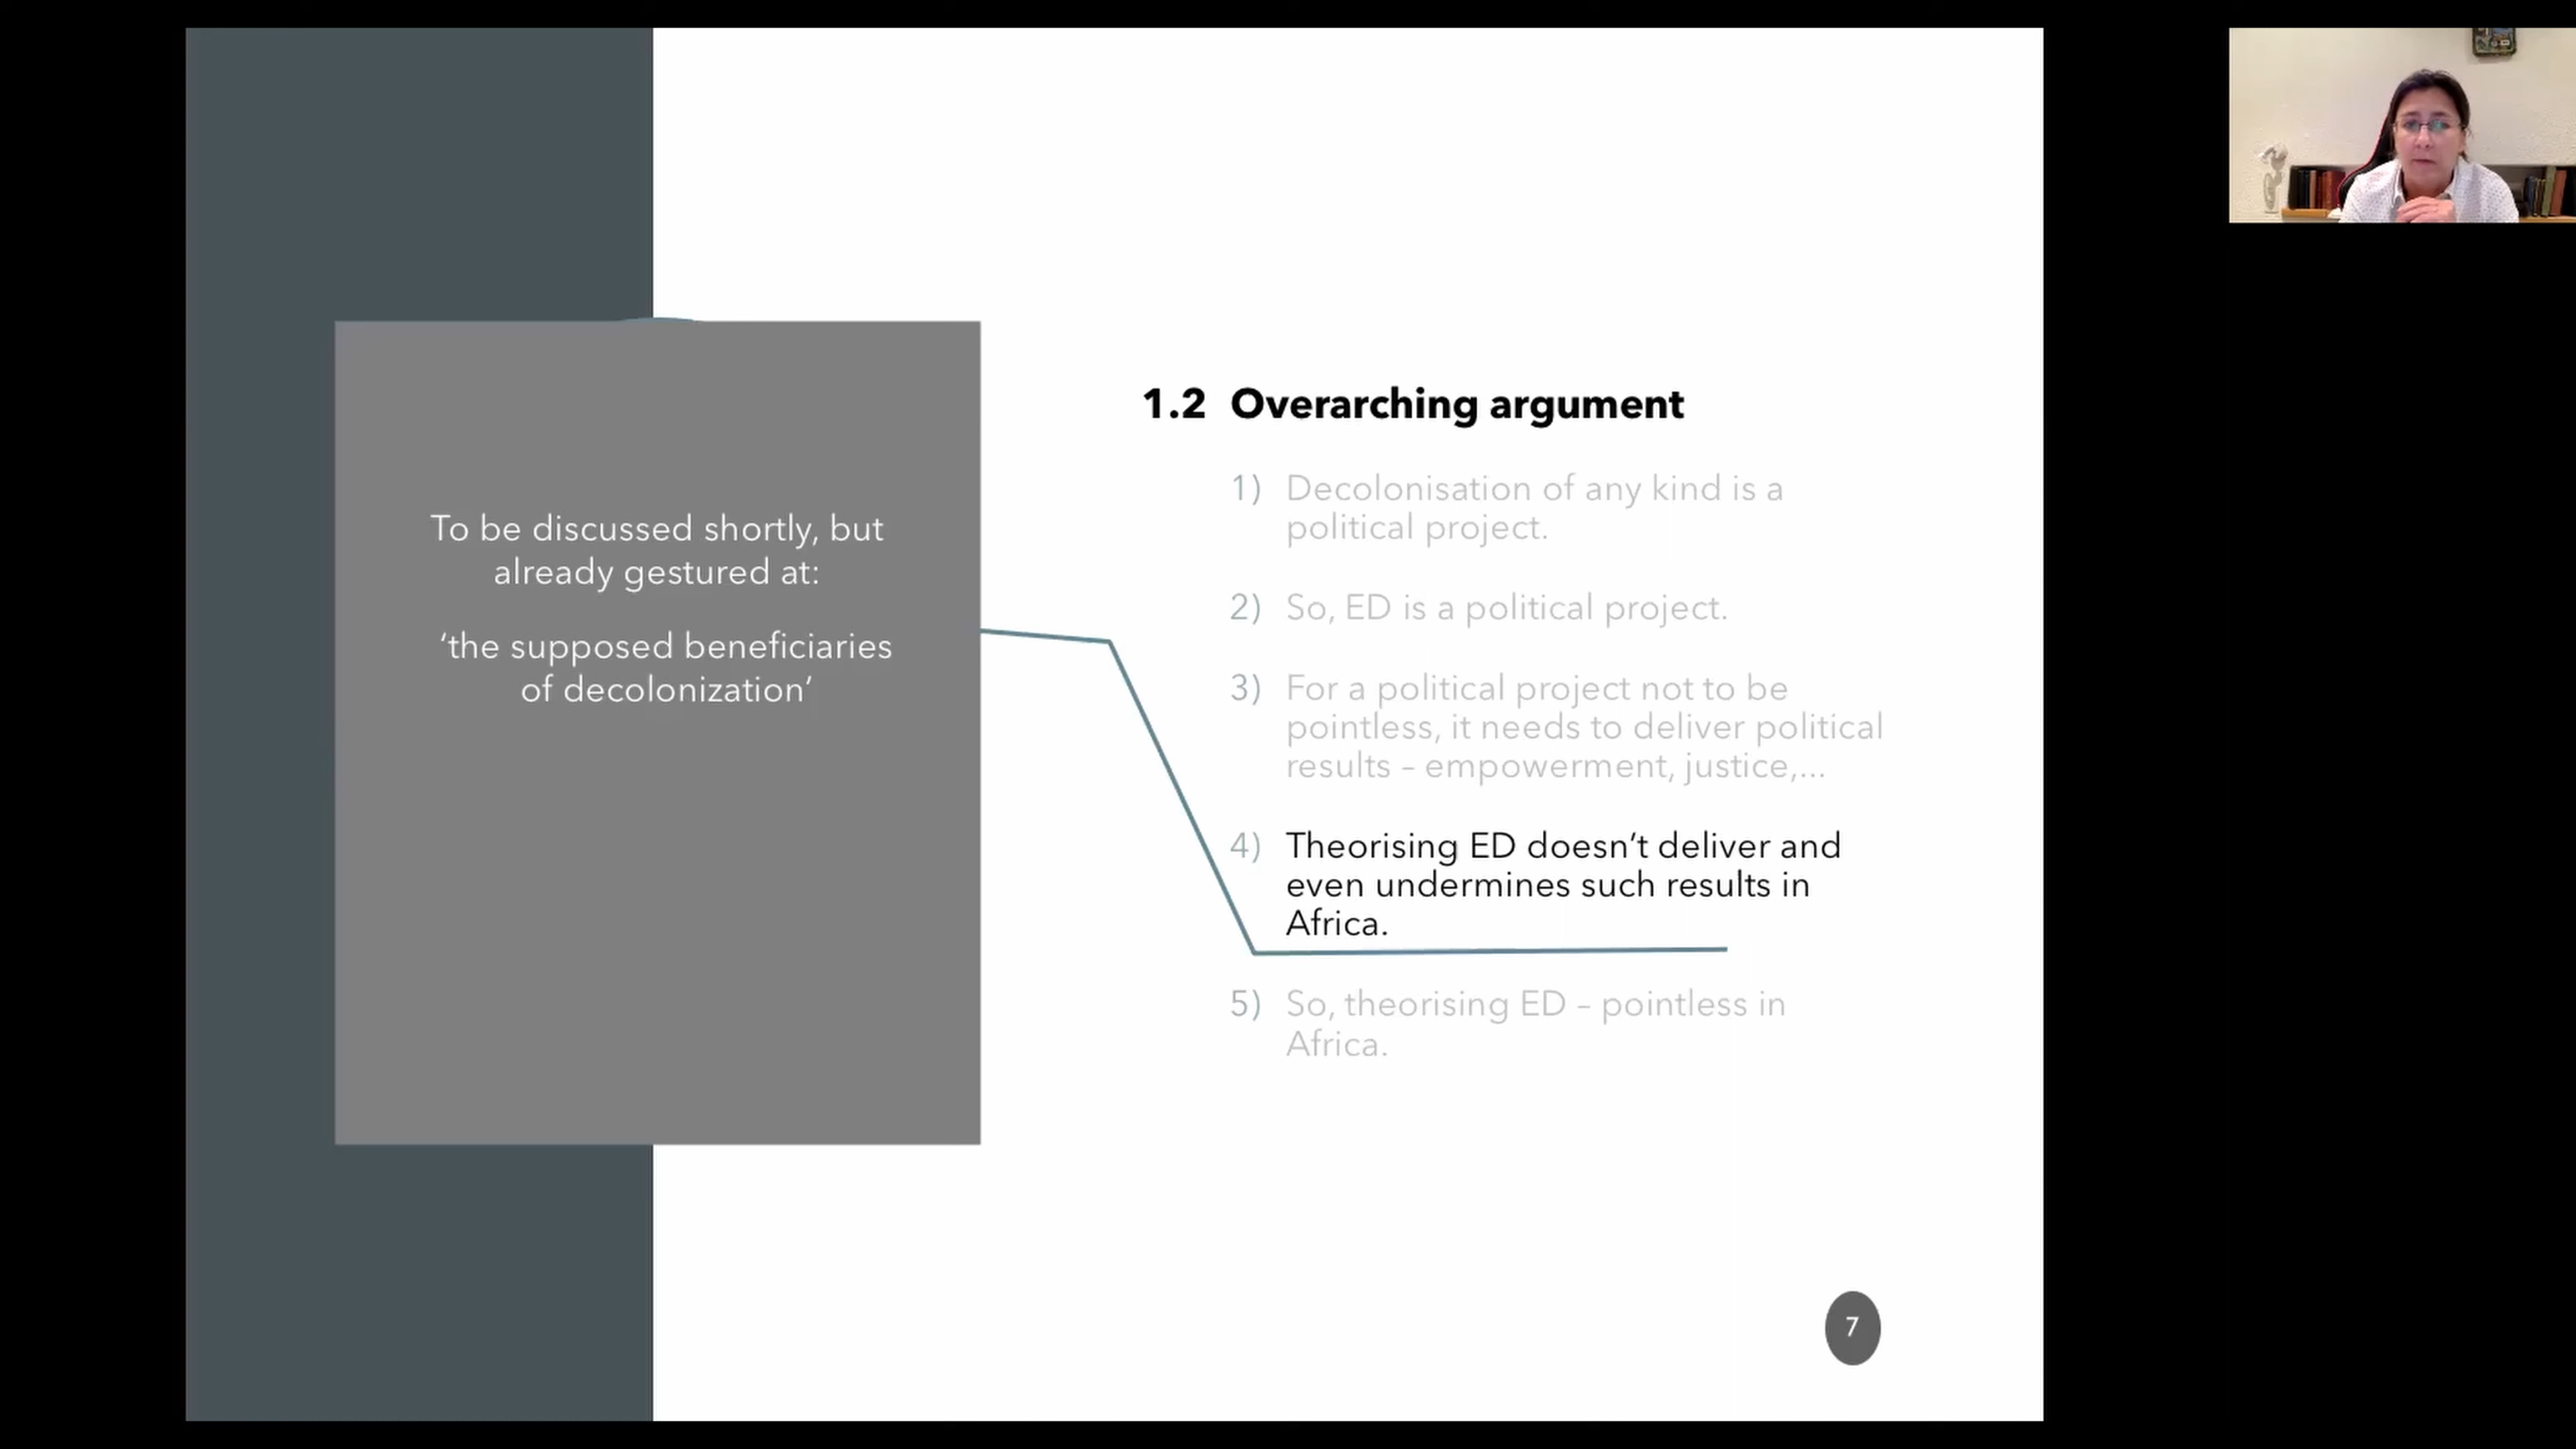 To be discussed shortly, but
already gestured at:
‘the supposed beneficiaries
of decolonization’
1.2 Overarching argument
1) Decolonisation of any kind is a
political project.
2) So, ED is a political project.
3) For a political project not to be
pointless, it needs to deliver political
results – empowerment, justice,...
4) Theorising ED doesn’t deliver and
even undermines such results in
Africa.
5) So, theorising ED – pointless in
Africa.
7